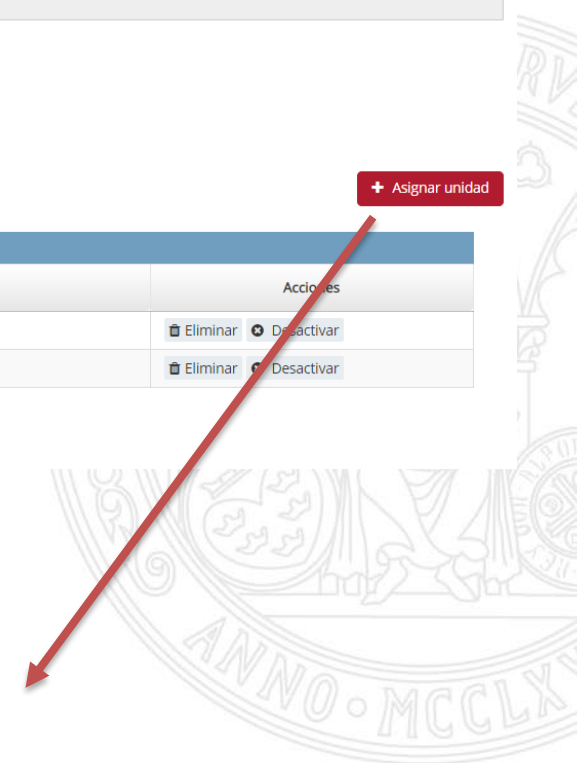 + Asignar unidad
Acciones
Eliminar Desactivar
Eliminar Desactivar
ANNO · MCCLX